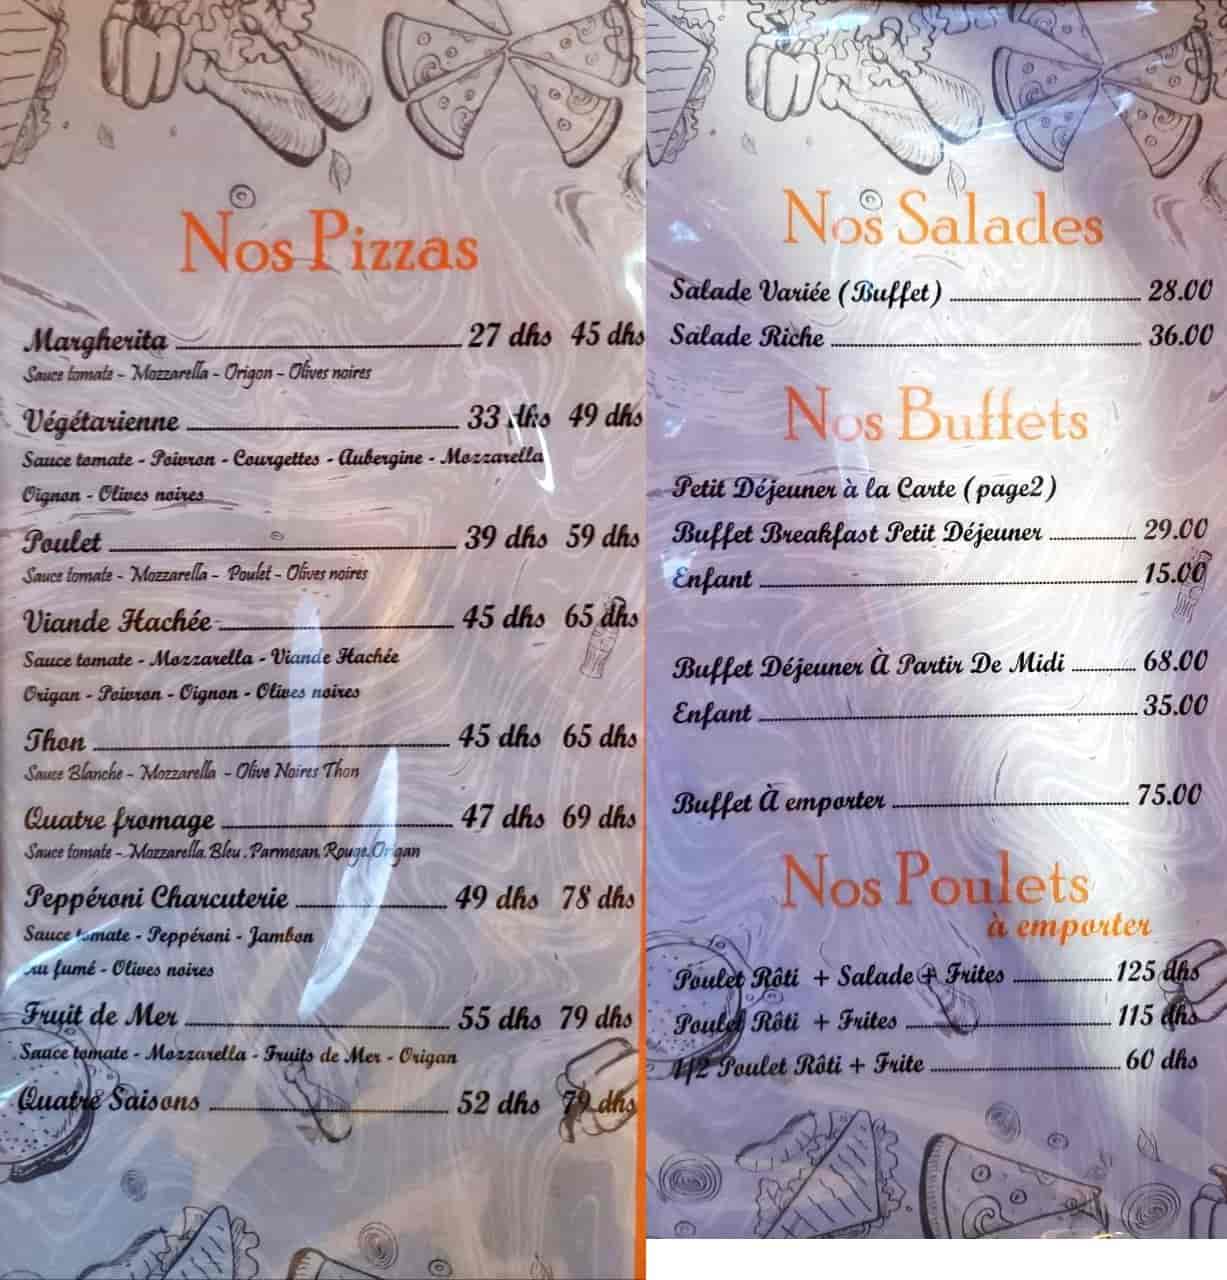 Nos Pizzas
Margherita 27 dhs 45 dhs
Sauce tomate - Mozzarella - Origon - Olives noires
Végétarienne 33 dhs 49 dhs
Sauce tomate - Poivron - Courgettes - Aubergine - Mozzarella
Oignon - Olives noires
Poulet 39 dhs 59 dhs
Sauce tomate - Mozzarella - Poulet - Olives noires
Viande Hachée 45 dhs 65 dhs
Sauce tomate - Mozzarella - Viande Hachée
Origan - Poivron - Oignon - Olives noires
Thon 45 dhs 65 dhs
Sauce Blanche - Mozzarella - Olive Noires Thon
Quatre fromage 47 dhs 69 dhs
Sauce tomate - Mozzarella, Bleu, Parmesan, Rouge, Origan
Peppéroni Charcuterie 49 dhs 78 dhs
Sauce tomate - Peppéroni - Jambon
Au fumé - Olives noires
Fruit de Mer 55 dhs 79 dhs
Sauce tomate - Mozzarella - Fruits de Mer - Origan
Quatre Saisons 52 dhs 79 dhs
Nos Salades
Salade Variée (Buffet) 28.00
Salade Riche 36.00
Nos Buffets
Petit Déjeuner à la Carte (page2)
Buffet Breakfast Petit Déjeuner 29.00
Enfant 15.00
Buffet Déjeuner À Partir De Midi 68.00
Enfant 35.00
Buffet À emporter 75.00
Nos Poulets
à emporter
Poulet Rôti + Salade + Frites 125 dhs
Poulet Rôti + Frites 115 dhs
1/2 Poulet Rôti + Frite 60 dhs